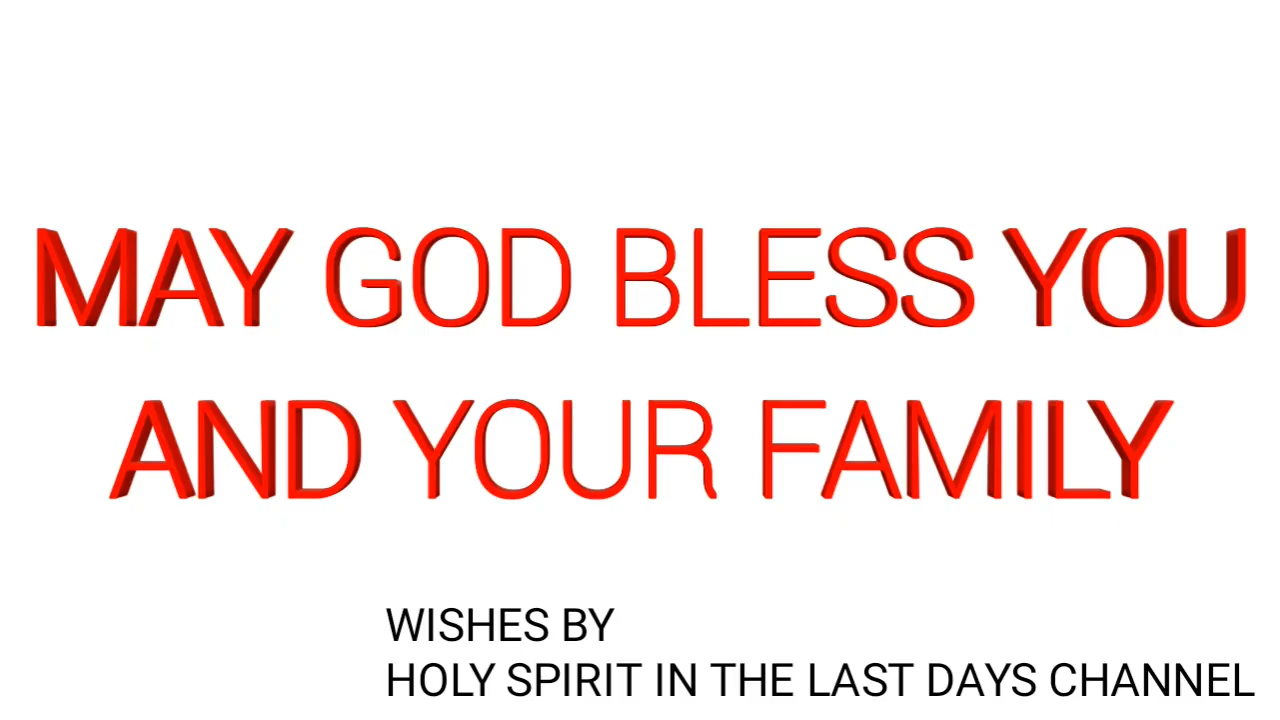 MAY GOD BLESS YOU
AND YOUR FAMILY
WISHES BY
HOLY SPIRIT IN THE LAST DAYS CHANNEL